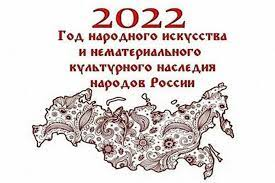 2022
Год народного искусства
и нематериального
культурного наследия
народов России